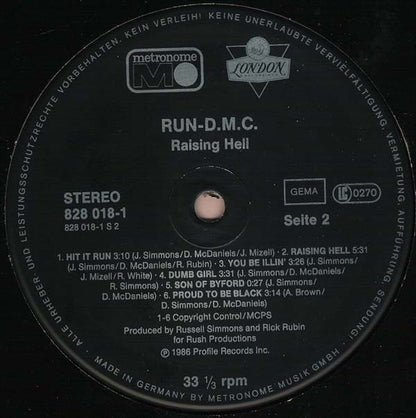 ALLE URHEBER UND LEISTUNGSSCHUTZRECHTE VORBEHALTEN. KEIN VERLEIH! KEINE UNERLAUBTE VERVIELFÄLTIGUNG, VERMIETUNG, AUFFÜHRUNG, SENDUNG!
metronome
M
LONDON
RUN-D.M.C.
Raising Hell
STEREO
828 018-1
828 018-1 S 2
GEMA
LC 0270
Seite 2
1. HIT IT RUN 3:10 (J. Simmons/D. McDaniels/J. Mizell) · 2. RAISING HELL 5:31
(J. Simmons/D. McDaniels/R. Rubin) · 3. YOU BE ILLIN' 3:26 (J. Simmons/
J. Mizell/R. White) · 4. DUMB GIRL 3:31 (J. Simmons/D. McDaniels/
R. Simmons) · 5. SON OF BYFORD 0:27 (J. Simmons/
D. McDaniels) · 6. PROUD TO BE BLACK 3:14 (A. Brown/
D. Simmons/D. McDaniels)
1-6 Copyright Control/MCPS
Produced by Russell Simmons and Rick Rubin
for Rush Productions
Ⓟ 1986 Profile Records Inc.
33 1/3 rpm
MADE IN GERMANY BY METRONOME MUSIK GMBH